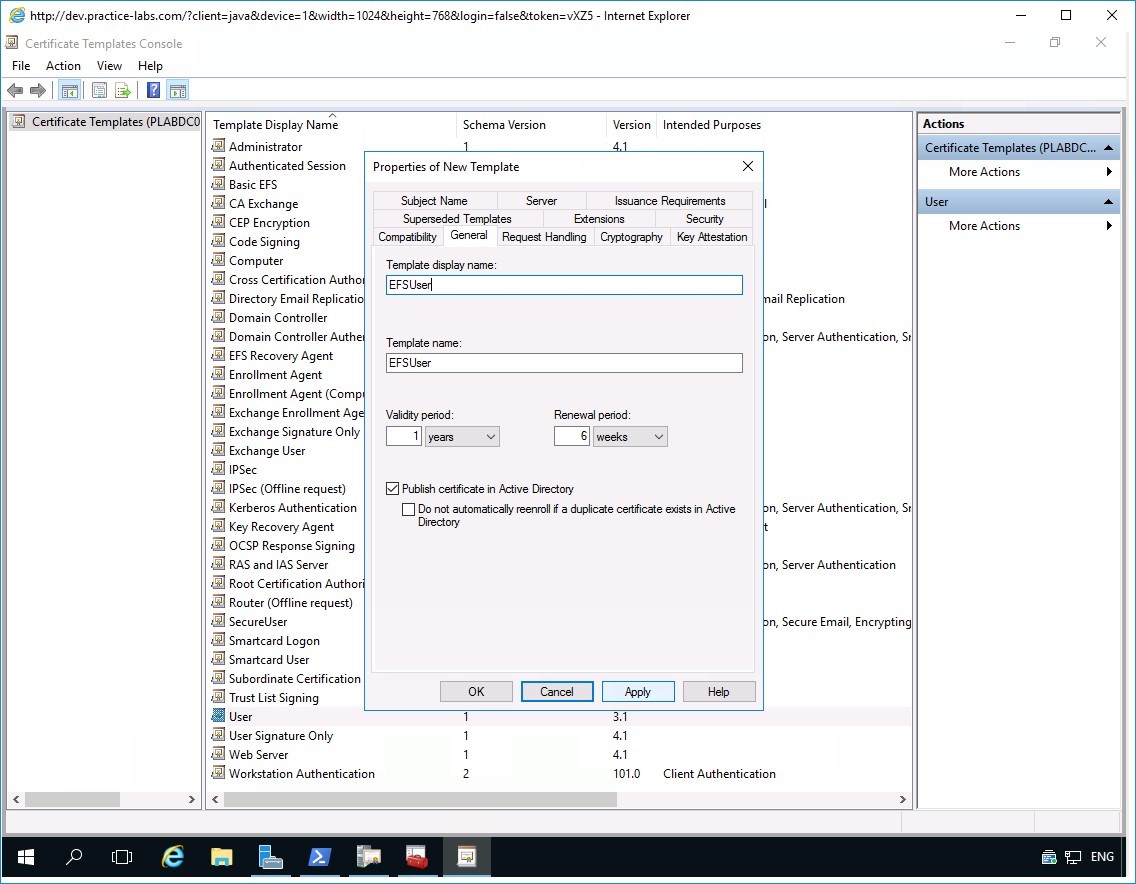 http://dev.practice-labs.com/?client=java&device=1&width=1024&height=768&login=false&token=vXZ5 - Internet Explorer
Certificate Templates Console
File Action View Help
Certificate Templates (PLABDC0
Template Display Name Schema Version Version Intended Purposes
Administrator 1 4.1
Authenticated Session
Basic EFS
CA Exchange
CEP Encryption
Code Signing
Computer
Cross Certification Author
Directory Email Replicatio mail Replication
Domain Controller
Domain Controller Authe on, Server Authentication, Sr
EFS Recovery Agent
Enrollment Agent
Enrollment Agent (Compu
Exchange Enrollment Age
Exchange Signature Only
Exchange User
IPSec
IPSec (Offline request)
Kerberos Authentication on, Server Authentication, Sr
Key Recovery Agent t
OCSP Response Signing
RAS and IAS Server on, Server Authentication
Root Certification Authori
Router (Offline request)
SecureUser on, Secure Email, Encrypting
Smartcard Logon
Smartcard User
Subordinate Certification
Trust List Signing
User 1 3.1
User Signature Only 1 4.1
Web Server 1 4.1
Workstation Authentication 2 101.0 Client Authentication
Properties of New Template
Subject Name Server Issuance Requirements
Superseded Templates Extensions Security
Compatibility General Request Handling Cryptography Key Attestation
Template display name:
EFSUser
Template name:
EFSUser
Validity period: Renewal period:
1 years 6 weeks
Publish certificate in Active Directory
Do not automatically reenroll if a duplicate certificate exists in Active
Directory
OK Cancel Apply Help
Actions
Certificate Templates (PLABDC...
More Actions
User
More Actions
ENG